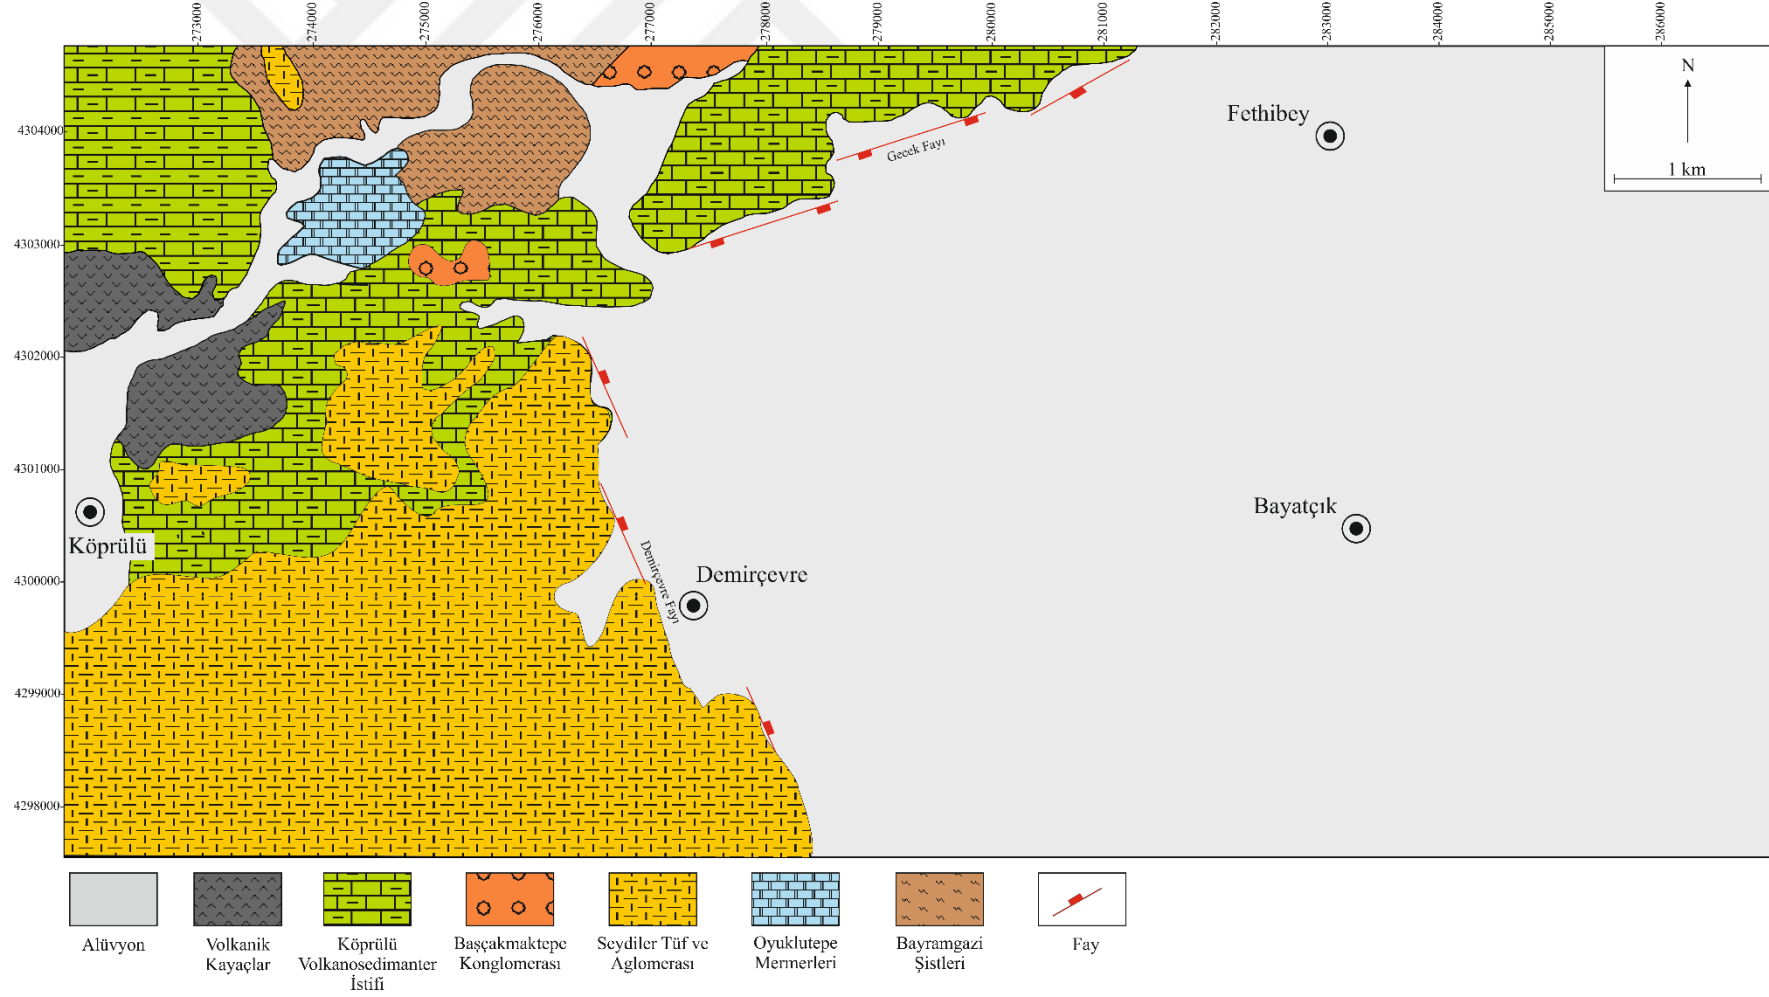 273000
274000
275000
276000
277000
278000
279000
280000
281000
282000
283000
284000
285000
286000
4304000
4303000
4302000
4301000
4300000
4299000
4298000
N
1 km
Fethibey
Gecek Fayı
Bayatçık
Köprülü
Demirçevre
Demirçevre Fayı
Alüvyon
Volkanik
Kayaçlar
Köprülü
Volkanosedimanter
İstifi
Başçakmaktepe
Konglomerası
Seydiler Tüf ve
Aglomerası
Oyuklutepe
Mermerleri
Bayramgazi
Şistleri
Fay